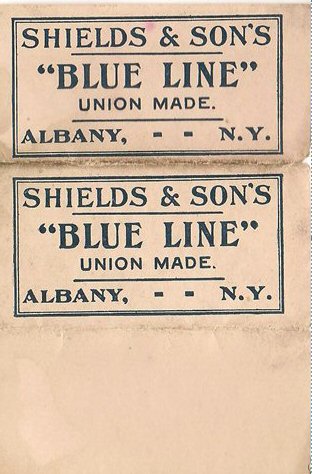 SHIELDS & SON'S
"BLUE LINE"
UNION MADE.
ALBANY, - - N.Y.
SHIELDS & SON'S
"BLUE LINE"
UNION MADE.
ALBANY, - - N.Y.